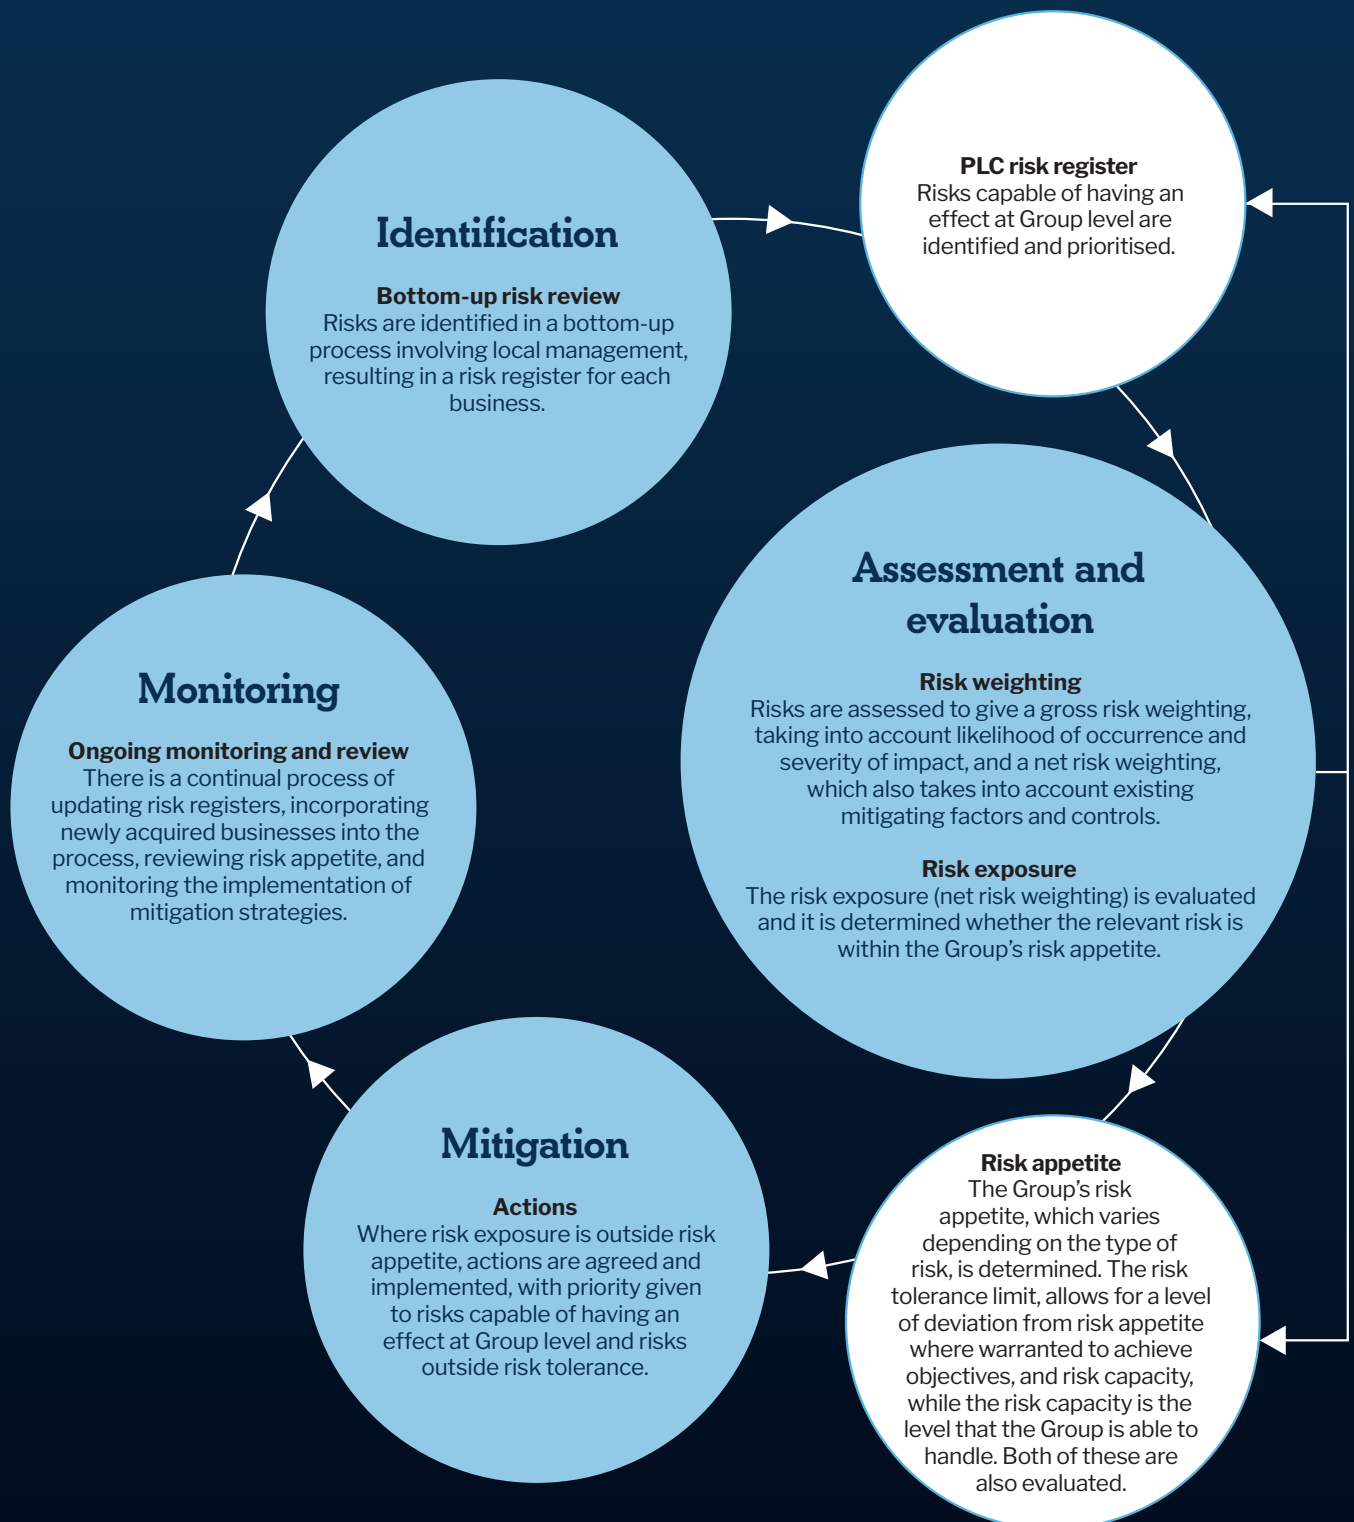 Identification
Bottom-up risk review
Risks are identified in a bottom-up
process involving local management,
resulting in a risk register for each
business.
PLC risk register
Risks capable of having an
effect at Group level are
identified and prioritised.
Assessment and
evaluation
Risk weighting
Risks are assessed to give a gross risk weighting,
taking into account likelihood of occurrence and
severity of impact, and a net risk weighting,
which also takes into account existing
mitigating factors and controls.
Risk exposure
The risk exposure (net risk weighting) is evaluated
and it is determined whether the relevant risk is
within the Group’s risk appetite.
Risk appetite
The Group’s risk
appetite, which varies
depending on the type of
risk, is determined. The risk
tolerance limit, allows for a level
of deviation from risk appetite
where warranted to achieve
objectives, and risk capacity,
while the risk capacity is the
level that the Group is able to
handle. Both of these are
also evaluated.
Mitigation
Actions
Where risk exposure is outside risk
appetite, actions are agreed and
implemented, with priority given
to risks capable of having an
effect at Group level and risks
outside risk tolerance.
Monitoring
Ongoing monitoring and review
There is a continual process of
updating risk registers, incorporating
newly acquired businesses into the
process, reviewing risk appetite, and
monitoring the implementation of
mitigation strategies.